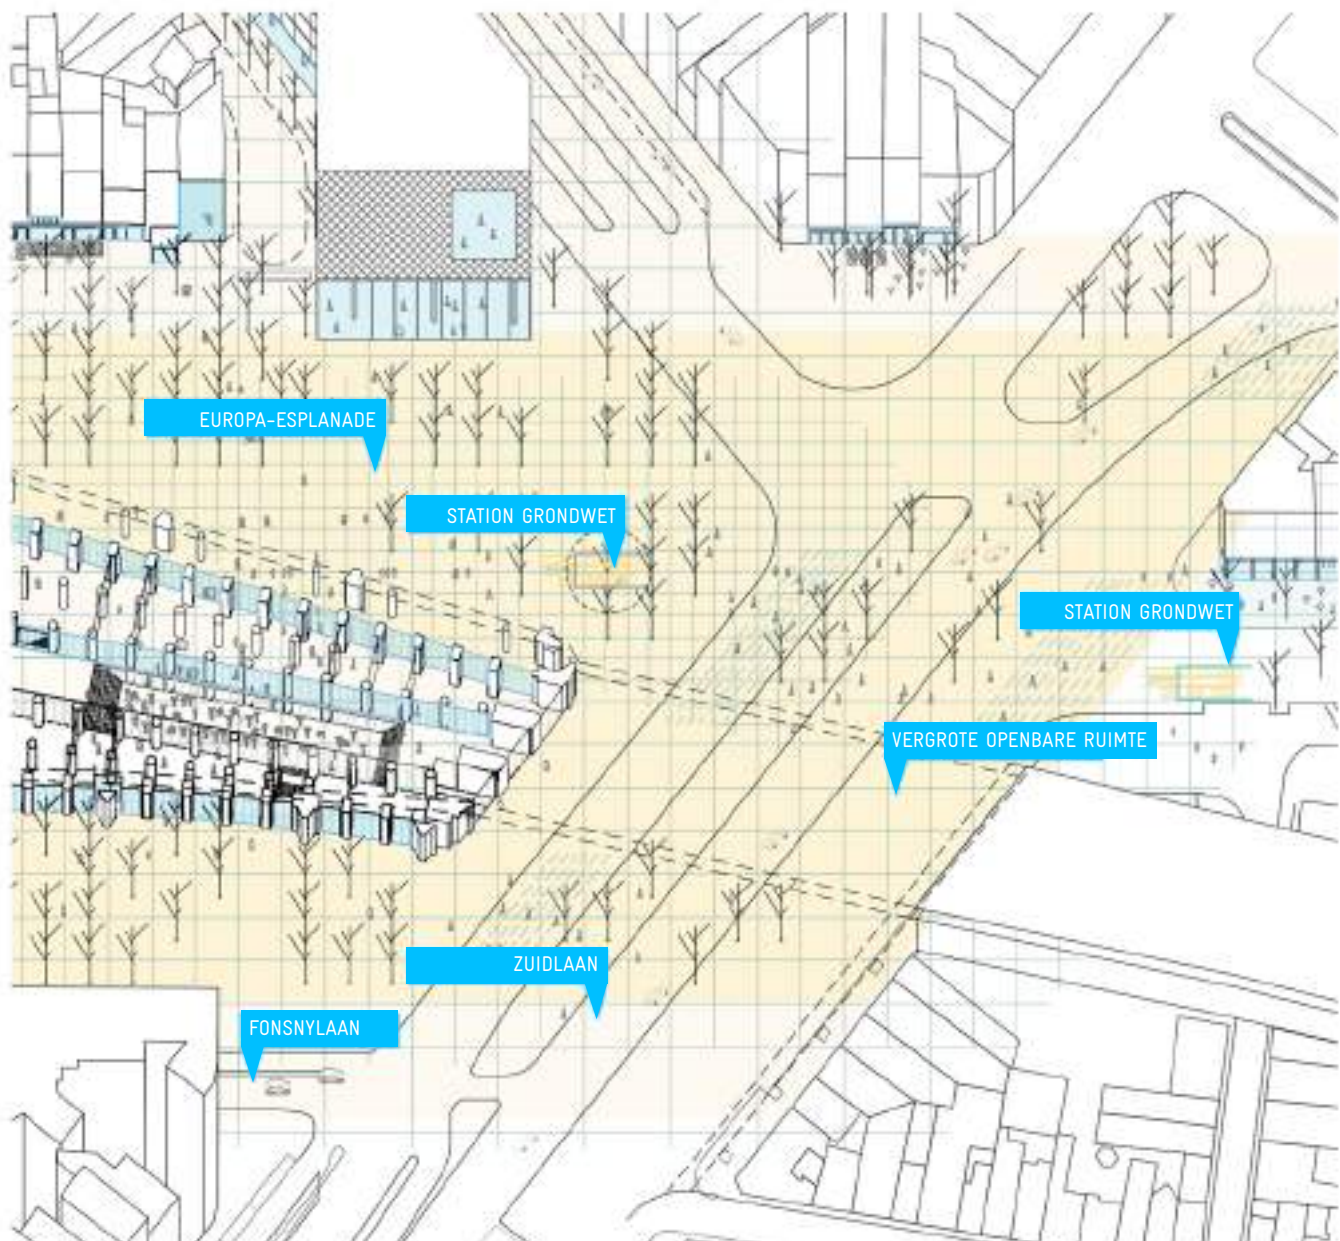 EUROPA-ESPLANADE
STATION GRONDWET
STATION GRONDWET
VERGROTE OPENBARE RUIMTE
ZUIDLAAN
FONSNYLAAN